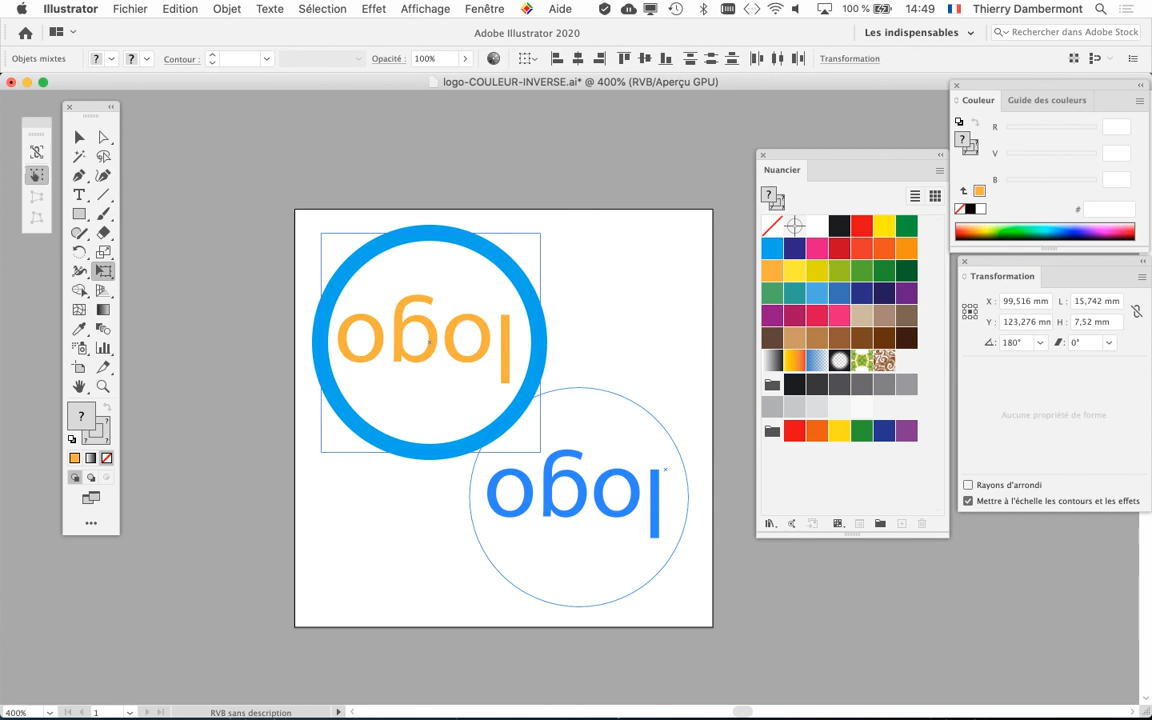 Illustrator Fichier Edition Objet Texte Sélection Effet Affichage Fenêtre Aide 100 % 14:49 Thierry Dambermont
Adobe Illustrator 2020 Les indispensables Rechercher dans Adobe Stock
Objets mixtes ? ? Contour : Opacité : 100% Transformation
logo-COULEUR-INVERSE.ai* @ 400% (RVB/Aperçu GPU)
Couleur Guide des couleurs
R
V
B
#
?
Nuancier
?
Transformation
X : 99,516 mm L : 15,742 mm
Y : 123,276 mm H : 7,52 mm
180° 0°
Aucune propriété de forme
Rayons d'arrondi
Mettre à l'échelle les contours et les effets
T
?
logo
logo
400% 1 RVB sans description